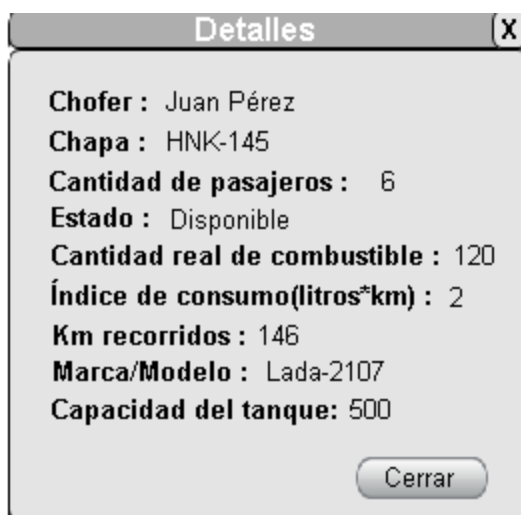 Detalles X
Chofer : Juan Pérez
Chapa : HNK-145
Cantidad de pasajeros : 6
Estado : Disponible
Cantidad real de combustible : 120
Índice de consumo(litros*km) : 2
Km recorridos : 146
Marca/Modelo : Lada-2107
Capacidad del tanque: 500
Cerrar